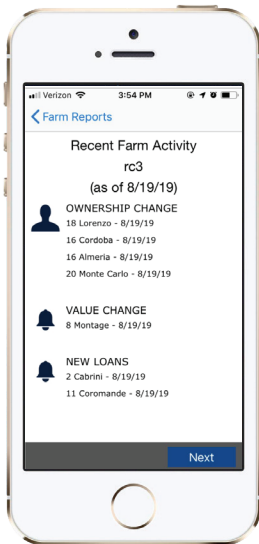 Verizon 3:54 PM
Farm Reports
Recent Farm Activity
rc3
(as of 8/19/19)
OWNERSHIP CHANGE
18 Lorenzo - 8/19/19
16 Cordoba - 8/19/19
16 Almeria - 8/19/19
20 Monte Carlo - 8/19/19
VALUE CHANGE
8 Montage - 8/19/19
NEW LOANS
2 Cabrini - 8/19/19
11 Coromande - 8/19/19
Next